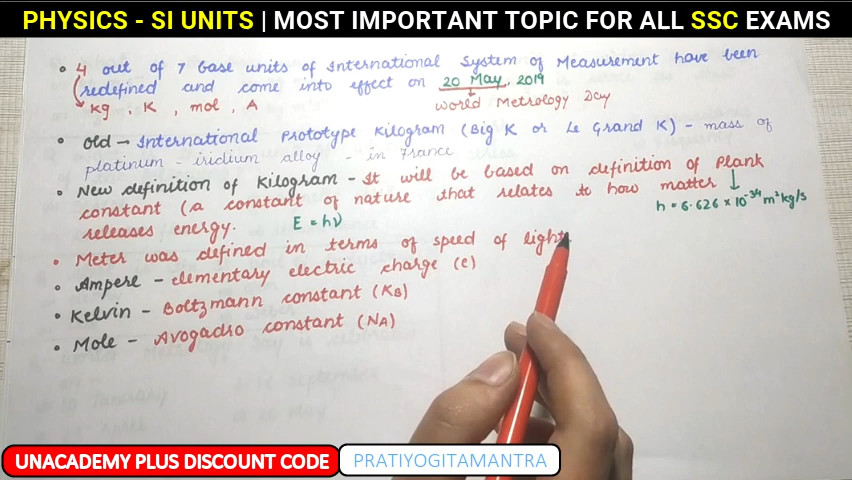 PHYSICS - SI UNITS | MOST IMPORTANT TOPIC FOR ALL SSC EXAMS
• 4 out of 7 base units of International System of Measurement have been
redefined and come into effect on 20 May, 2019
kg, K, mol, A
World Metrology Day
• Old → International Prototype Kilogram (Big K or Le Grand K) - mass of
platinum - iridium alloy - in France
• New definition of Kilogram - It will be based on definition of Plank
constant (a constant of nature that relates to how matter
releases energy. E = hν
h = 6.626 × 10⁻³⁴ m² kg/s
• Meter was defined in terms of speed of light.
• Ampere - elementary electric charge (e)
• Kelvin - Boltzmann constant (KB)
• Mole - Avogadro constant (NA)
UNACADEMY PLUS DISCOUNT CODE PRATIYOGITAMANTRA